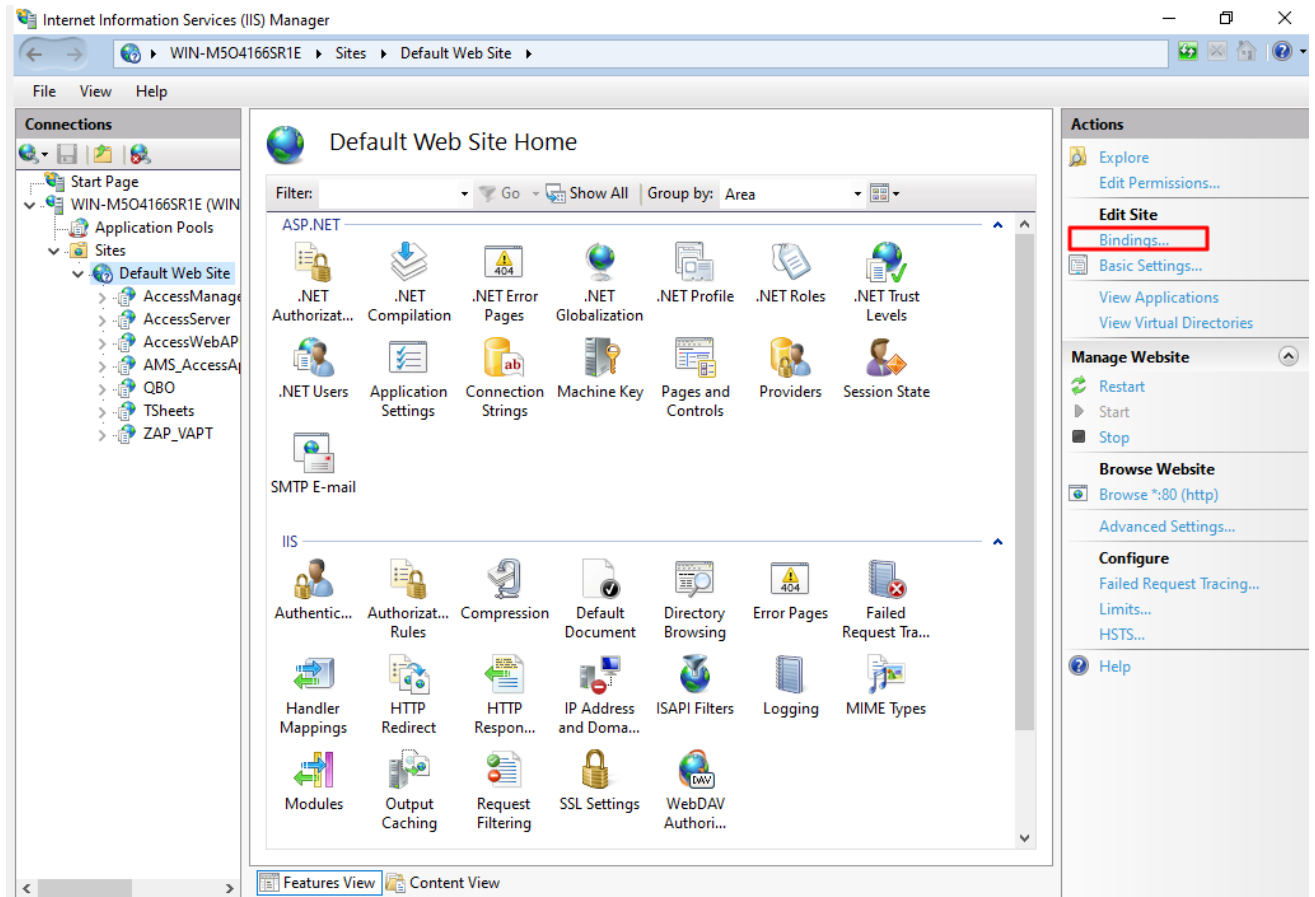 Internet Information Services (IIS) Manager
WIN-M5O4166SR1E Sites Default Web Site
File View Help
Connections
Start Page
WIN-M5O4166SR1E (WIN
Application Pools
Sites
Default Web Site
AccessManage
AccessServer
AccessWebAP
AMS_AccessA
QBO
TSheets
ZAP_VAPT
Default Web Site Home
Filter: Go Show All Group by: Area
ASP.NET
.NET Authorizat...
.NET Compilation
404
.NET Error Pages
.NET Globalization
.NET Profile
.NET Roles
.NET Trust Levels
.NET Users
Application Settings
ab
Connection Strings
Machine Key
Pages and Controls
Providers
Session State
SMTP E-mail
IIS
Authentic...
Authorizat... Rules
Compression
Default Document
Directory Browsing
404
Error Pages
Failed Request Tra...
Handler Mappings
HTTP Redirect
HTTP Respon...
IP Address and Doma...
ISAPI Filters
Logging
MIME Types
Modules
Output Caching
Request Filtering
SSL Settings
DAV
WebDAV Authori...
Features View Content View
Actions
Explore
Edit Permissions...
Edit Site
Bindings...
Basic Settings...
View Applications
View Virtual Directories
Manage Website
Restart
Start
Stop
Browse Website
Browse *:80 (http)
Advanced Settings...
Configure
Failed Request Tracing...
Limits...
HSTS...
Help